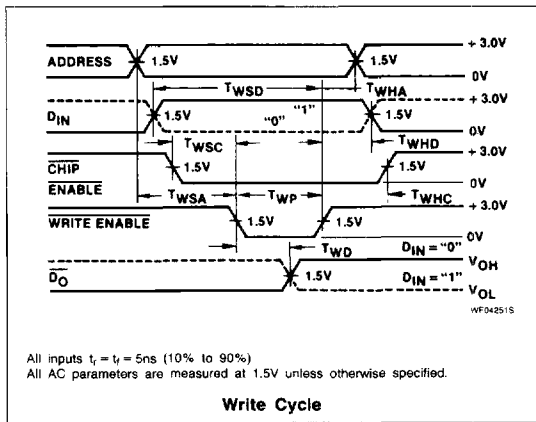 ADDRESS 1.5V 1.5V + 3.0V
0V
TWSD TWHA
DIN 1.5V "1" "0" 1.5V + 3.0V
0V
TWSC TWHD
CHIP ENABLE 1.5V 1.5V + 3.0V
0V
TWSA TWP TWHC
WRITE ENABLE 1.5V 1.5V + 3.0V
0V
TWD DIN = "0"
DO 1.5V VOH
DIN = "1" VOL
WF04251S
All inputs tr = tf = 5ns (10% to 90%)
All AC parameters are measured at 1.5V unless otherwise specified.
Write Cycle